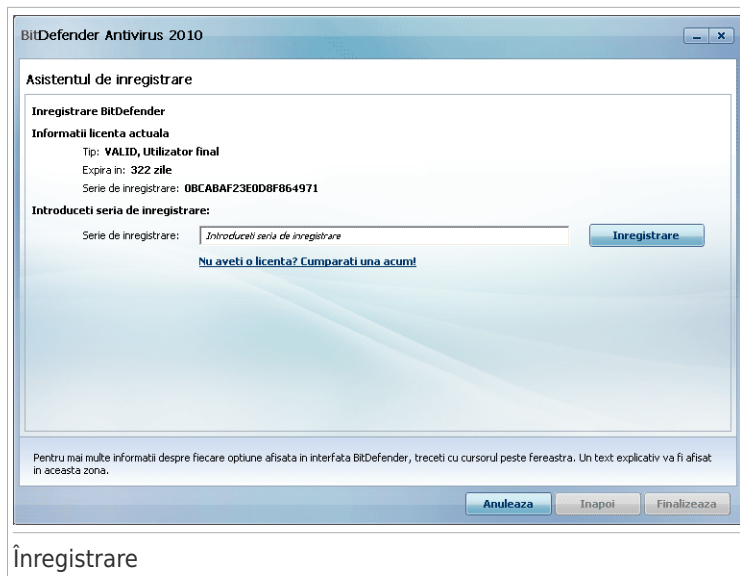 BitDefender Antivirus 2010
Asistentul de inregistrare
Inregistrare BitDefender
Informatii licenta actuala
Tip: VALID, Utilizator final
Expira in: 322 zile
Serie de inregistrare: 0BCABAF23E0D8F864971
Introduceti seria de inregistrare:
Serie de inregistrare: Introduceti seria de inregistrare Inregistrare
Nu aveti o licenta? Cumparati una acum!
Pentru mai multe informatii despre fiecare optiune afisata in interfata BitDefender, treceti cu cursorul peste fereastra. Un text explicativ va fi afisat
in aceasta zona.
Anuleaza Inapoi Finalizeaza
Înregistrare